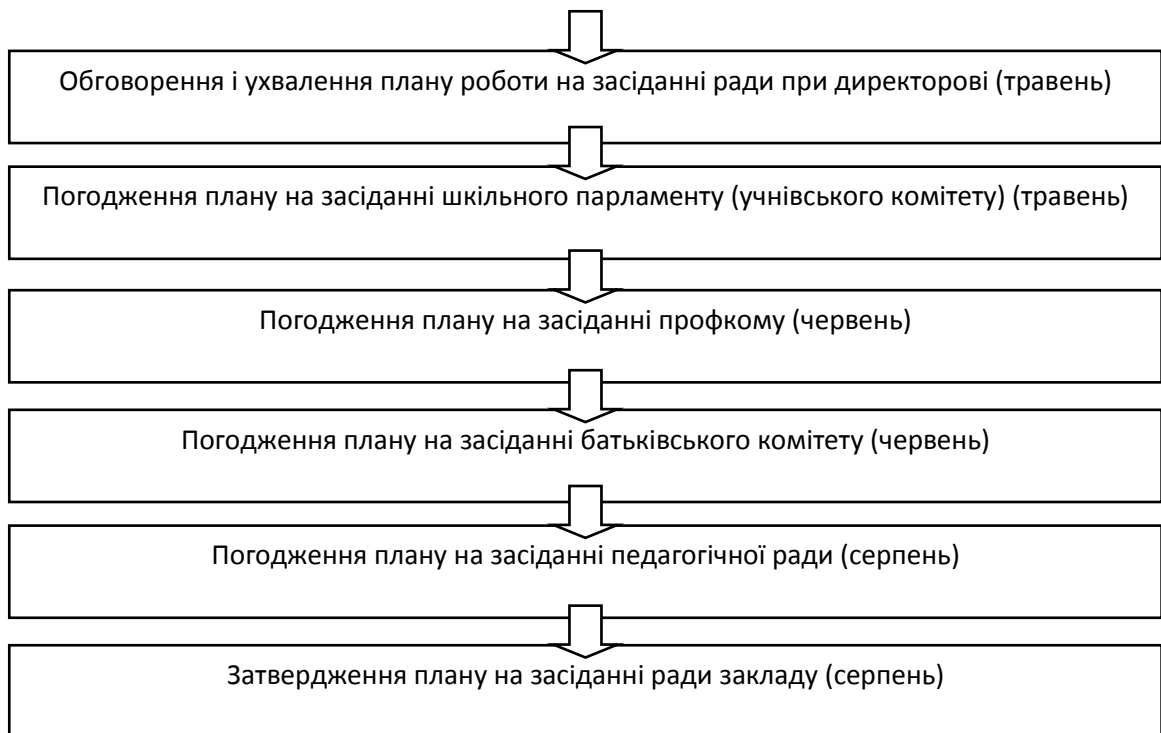 Обговорення і ухвалення плану роботи на засіданні ради при директорові (травень)
Погодження плану на засіданні шкільного парламенту (учнівського комітету) (травень)
Погодження плану на засіданні профкому (червень)
Погодження плану на засіданні батьківського комітету (червень)
Погодження плану на засіданні педагогічної ради (серпень)
Затвердження плану на засіданні ради закладу (серпень)